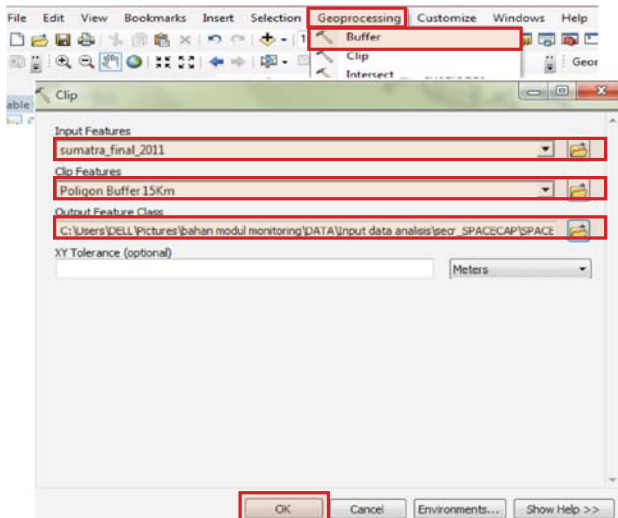 File Edit View Bookmarks Insert Selection Geoprocessing Customize Windows Help
Buffer
Clip
Geor
Intersect
able
Clip
Input Features
sumatra_final_2011
Clip Features
Poligon Buffer 15Km
Output Feature Class
C:\Users\DELL\Pictures\bahan modul monitoring\DATA\Input data analisis\secr_SPACECAP\SPACE
XY Tolerance (optional)
Meters
OK Cancel Environments... Show Help >>